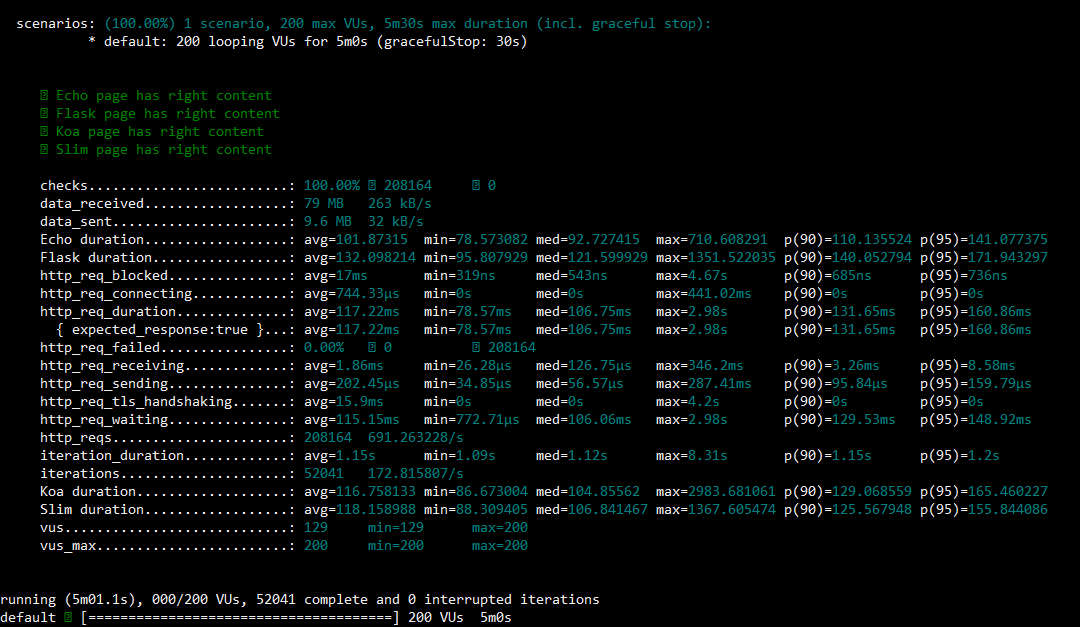 scenarios: (100.00%) 1 scenario, 200 max VUs, 5m30s max duration (incl. graceful stop):
* default: 200 looping VUs for 5m0s (gracefulStop: 30s)
Echo page has right content
Flask page has right content
Koa page has right content
Slim page has right content
checks.........................: 100.00% 208164 0
data_received..................: 79 MB 263 kB/s
data_sent......................: 9.6 MB 32 kB/s
Echo duration..................: avg=101.87315 min=78.573082 med=92.727415 max=710.608291 p(90)=110.135524 p(95)=141.077375
Flask duration.................: avg=132.098214 min=95.807929 med=121.599929 max=1351.522035 p(90)=140.052794 p(95)=171.943297
http_req_blocked...............: avg=17ms min=319ns med=543ns max=4.67s p(90)=685ns p(95)=736ns
http_req_connecting............: avg=744.33µs min=0s med=0s max=441.02ms p(90)=0s p(95)=0s
http_req_duration..............: avg=117.22ms min=78.57ms med=106.75ms max=2.98s p(90)=131.65ms p(95)=160.86ms
{ expected_response:true }...: avg=117.22ms min=78.57ms med=106.75ms max=2.98s p(90)=131.65ms p(95)=160.86ms
http_req_failed................: 0.00% 0 208164
http_req_receiving.............: avg=1.86ms min=26.28µs med=126.75µs max=346.2ms p(90)=3.26ms p(95)=8.58ms
http_req_sending...............: avg=202.45µs min=34.85µs med=56.57µs max=287.41ms p(90)=95.84µs p(95)=159.79µs
http_req_tls_handshaking.......: avg=15.9ms min=0s med=0s max=4.2s p(90)=0s p(95)=0s
http_req_waiting...............: avg=115.15ms min=772.71µs med=106.06ms max=2.98s p(90)=129.53ms p(95)=148.92ms
http_reqs......................: 208164 691.263228/s
iteration_duration.............: avg=1.15s min=1.09s med=1.12s max=8.31s p(90)=1.15s p(95)=1.2s
iterations.....................: 52041 172.815807/s
Koa duration...................: avg=116.758133 min=86.673004 med=104.85562 max=2983.681061 p(90)=129.068559 p(95)=165.460227
Slim duration..................: avg=118.158988 min=88.309405 med=106.841467 max=1367.605474 p(90)=125.567948 p(95)=155.844086
vus............................: 129 min=129 max=200
vus_max........................: 200 min=200 max=200
running (5m01.1s), 000/200 VUs, 52041 complete and 0 interrupted iterations
default [======================================] 200 VUs 5m0s